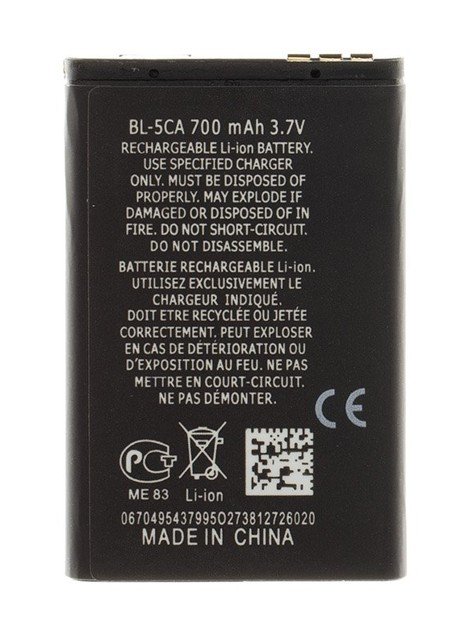 BL-5CA 700 mAh 3.7V
RECHARGEABLE Li-ion BATTERY.
USE SPECIFIED CHARGER
ONLY. MUST BE DISPOSED OF
PROPERLY. MAY EXPLODE IF
DAMAGED OR DISPOSED OF IN
FIRE. DO NOT SHORT-CIRCUIT.
DO NOT DISASSEMBLE.
BATTERIE RECHARGEABLE Li-ion.
UTILISEZ EXCLUSIVEMENT LE
CHARGEUR INDIQUÉ.
DOIT ÊTRE RECYCLÉE OU JETÉE
CORRECTEMENT. PEUT EXPLOSER
EN CAS DE DÉTÉRIORATION OU
D'EXPOSITION AU FEU. NE PAS
METTRE EN COURT-CIRCUIT.
NE PAS DÉMONTER.
CE
PCT
ME 83 Li-ion
0670495437995O273812726020
MADE IN CHINA